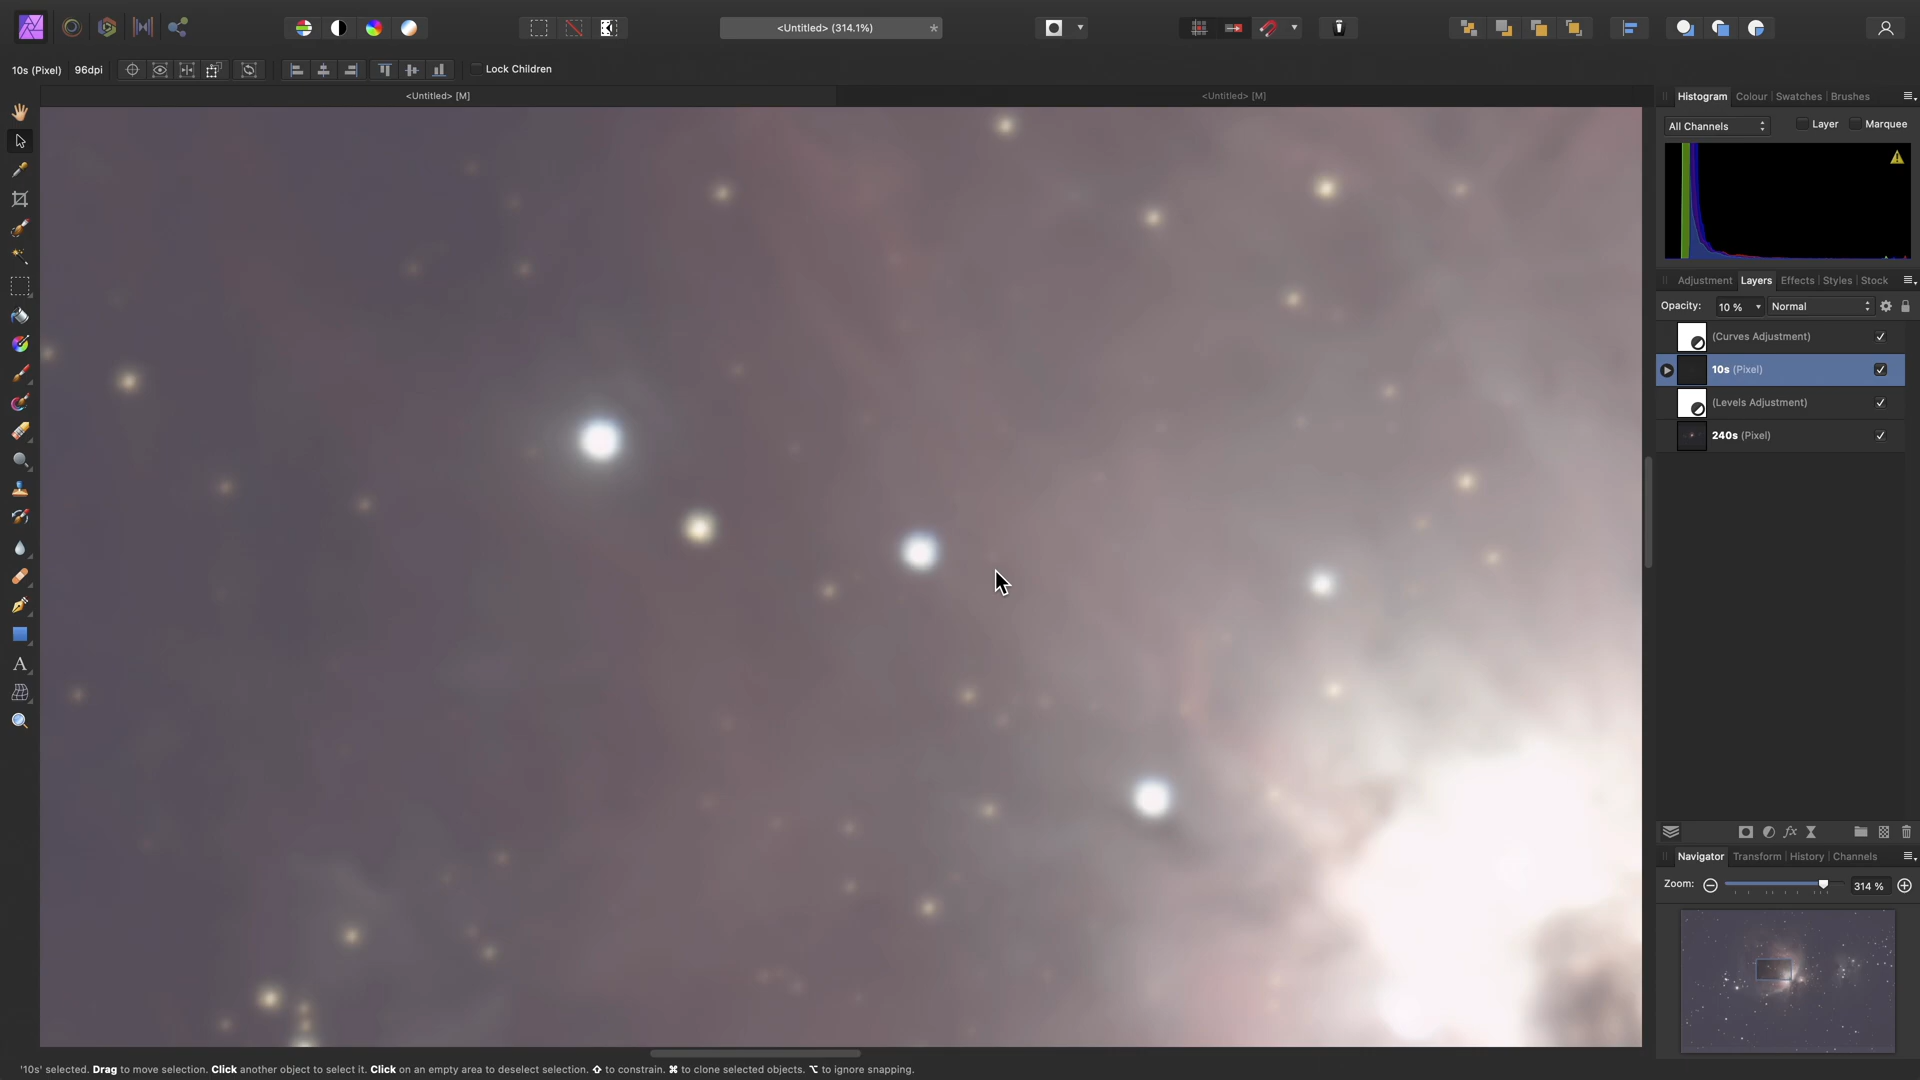 <Untitled> (314.1%)
10s (Pixel) 96dpi Lock Children
<Untitled> [M] <Untitled> [M]
Histogram Colour Swatches Brushes
All Channels Layer Marquee
Adjustment Layers Effects Styles Stock
Opacity: 10 % Normal
(Curves Adjustment)
10s (Pixel)
(Levels Adjustment)
240s (Pixel)
fx
Navigator Transform History Channels
Zoom: 314 %
A
'10s' selected. Drag to move selection. Click another object to select it. Click on an empty area to deselect selection. ⇧ to constrain. ⌘ to clone selected objects. ⌥ to ignore snapping.